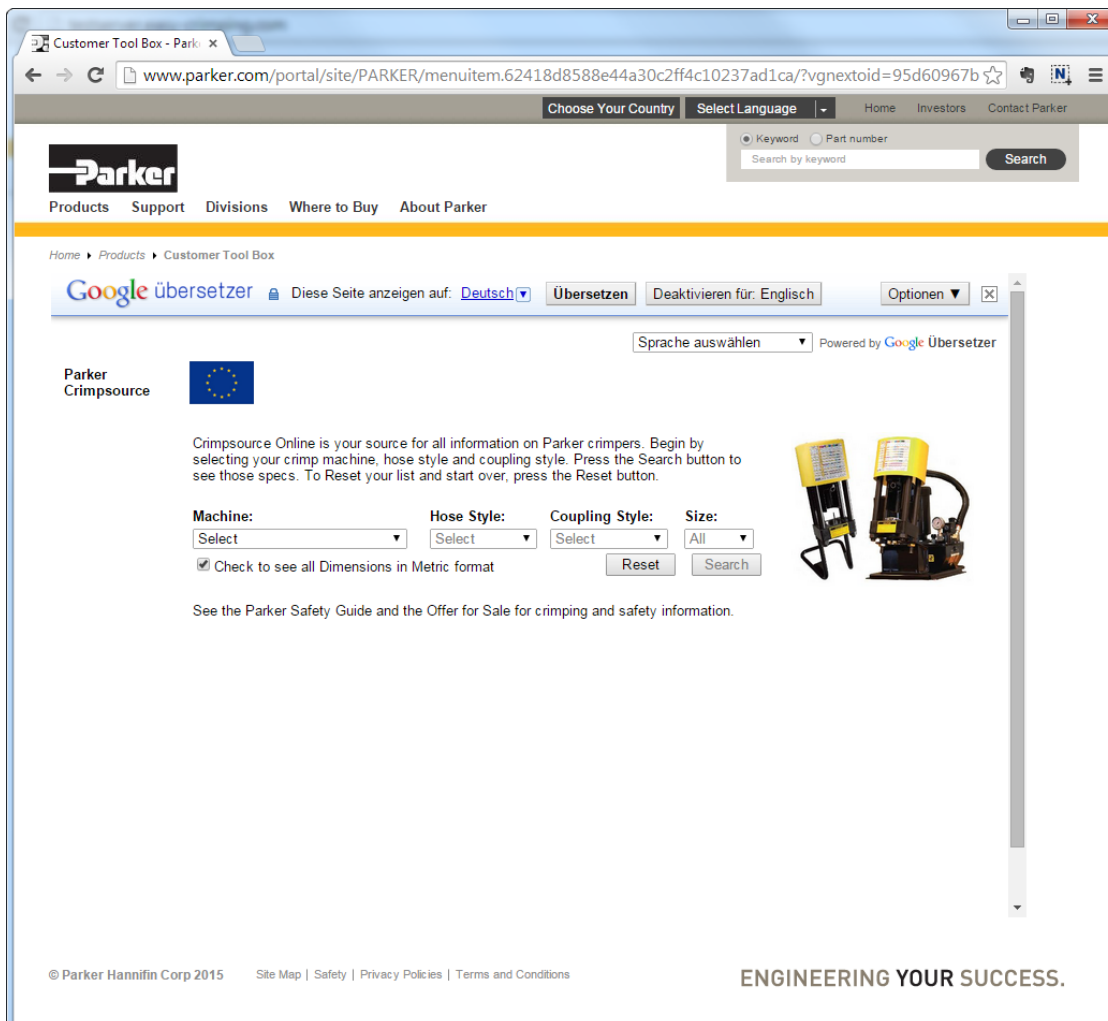 Customer Tool Box - Park
www.parker.com/portal/site/PARKER/menuitem.62418d8588e44a30c2ff4c10237ad1ca/?vgnextoid=95d60967b
Choose Your Country Select Language Home Investors Contact Parker
Keyword Part number
Search by keyword Search
Parker
Products Support Divisions Where to Buy About Parker
Home Products Customer Tool Box
Google übersetzer Diese Seite anzeigen auf: Deutsch Übersetzen Deaktivieren für: Englisch Optionen ▼
Sprache auswählen Powered by Google Übersetzer
Parker
Crimpsource
Crimpsource Online is your source for all information on Parker crimpers. Begin by
selecting your crimp machine, hose style and coupling style. Press the Search button to
see those specs. To Reset your list and start over, press the Reset button.
Machine: Hose Style: Coupling Style: Size:
Select Select Select All
Check to see all Dimensions in Metric format Reset Search
See the Parker Safety Guide and the Offer for Sale for crimping and safety information.
© Parker Hannifin Corp 2015 Site Map | Safety | Privacy Policies | Terms and Conditions ENGINEERING YOUR SUCCESS.